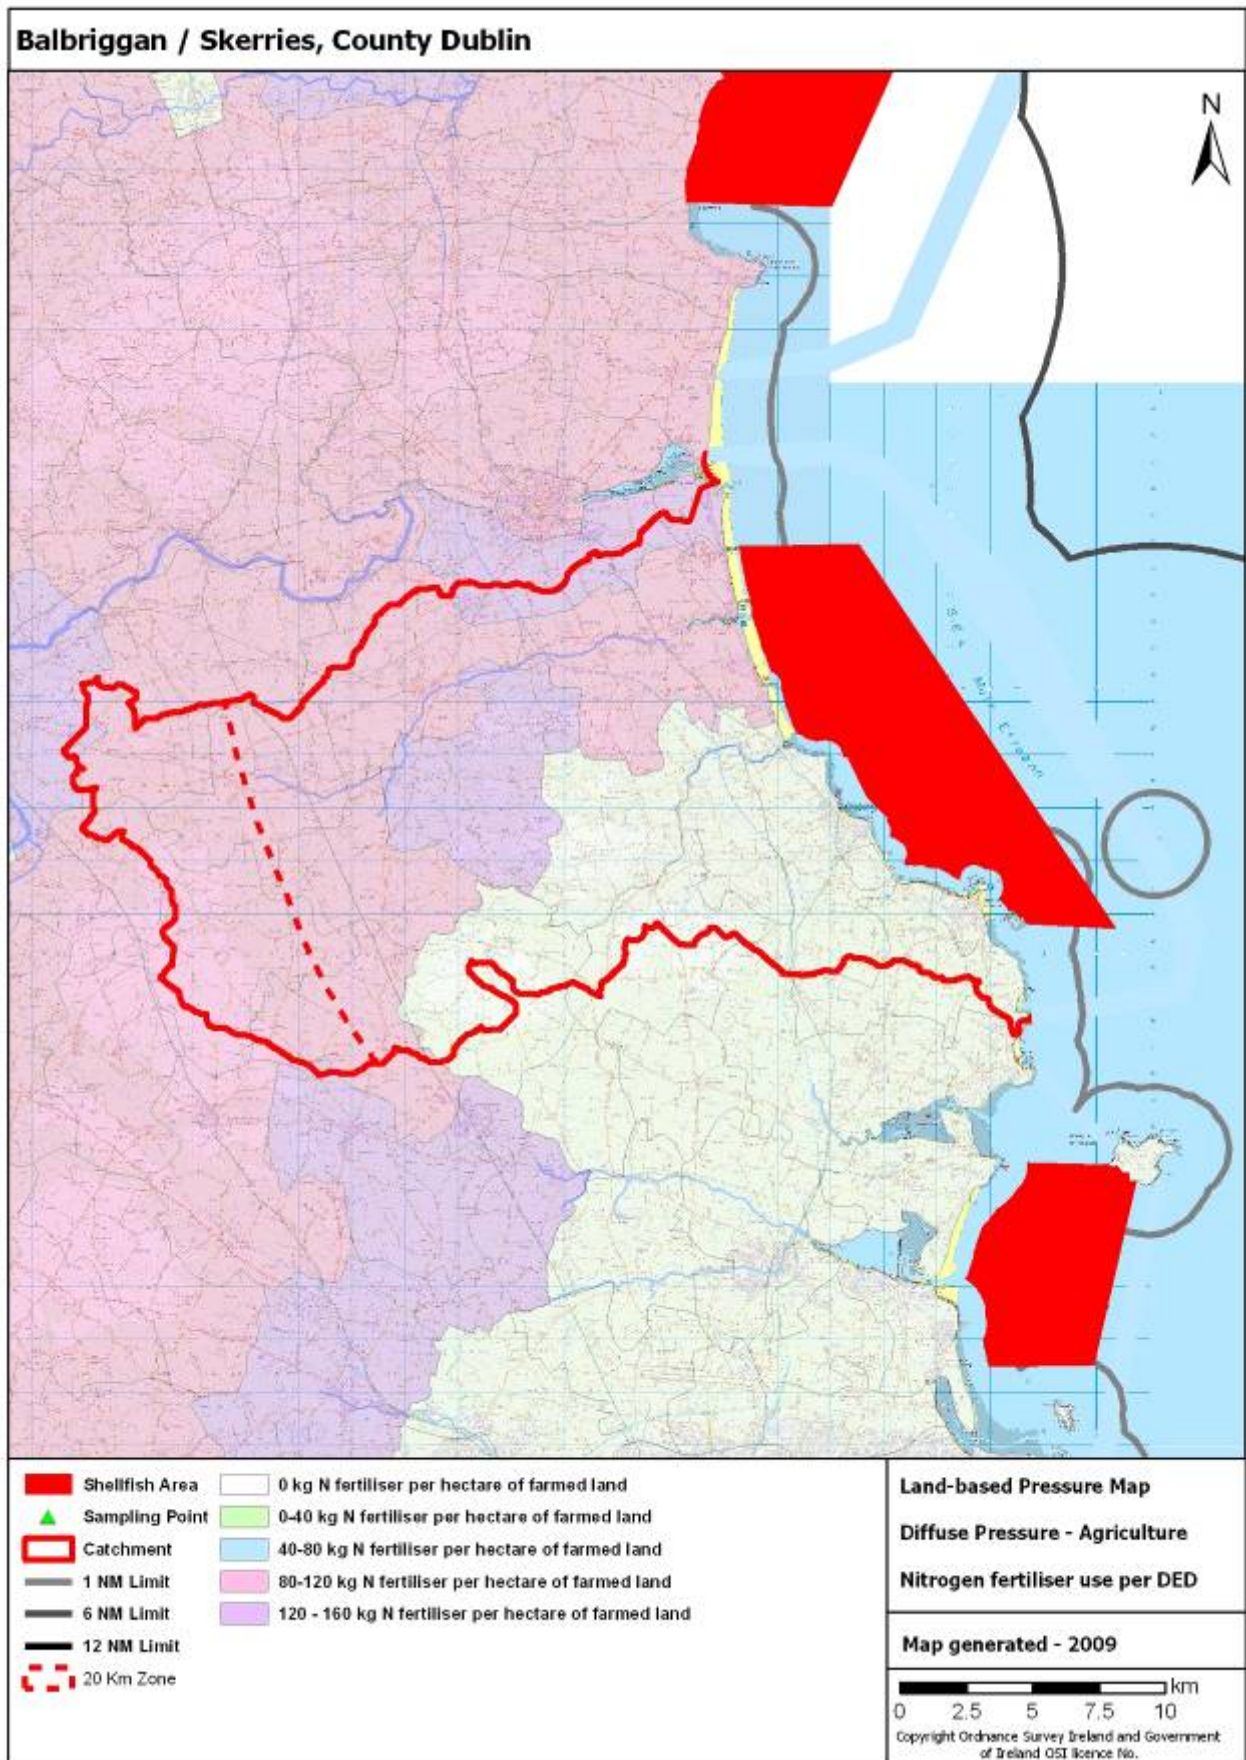 Balbriggan / Skerries, County Dublin
N
Shellfish Area
Sampling Point
Catchment
1 NM Limit
6 NM Limit
12 NM Limit
20 Km Zone
0 kg N fertiliser per hectare of farmed land
0-40 kg N fertiliser per hectare of farmed land
40-80 kg N fertiliser per hectare of farmed land
80-120 kg N fertiliser per hectare of farmed land
120 - 160 kg N fertiliser per hectare of farmed land
Land-based Pressure Map
Diffuse Pressure - Agriculture
Nitrogen fertiliser use per DED
Map generated - 2009
km
0 2.5 5 7.5 10
Copyright Ordnance Survey Ireland and Government
of Ireland OSI licence No.